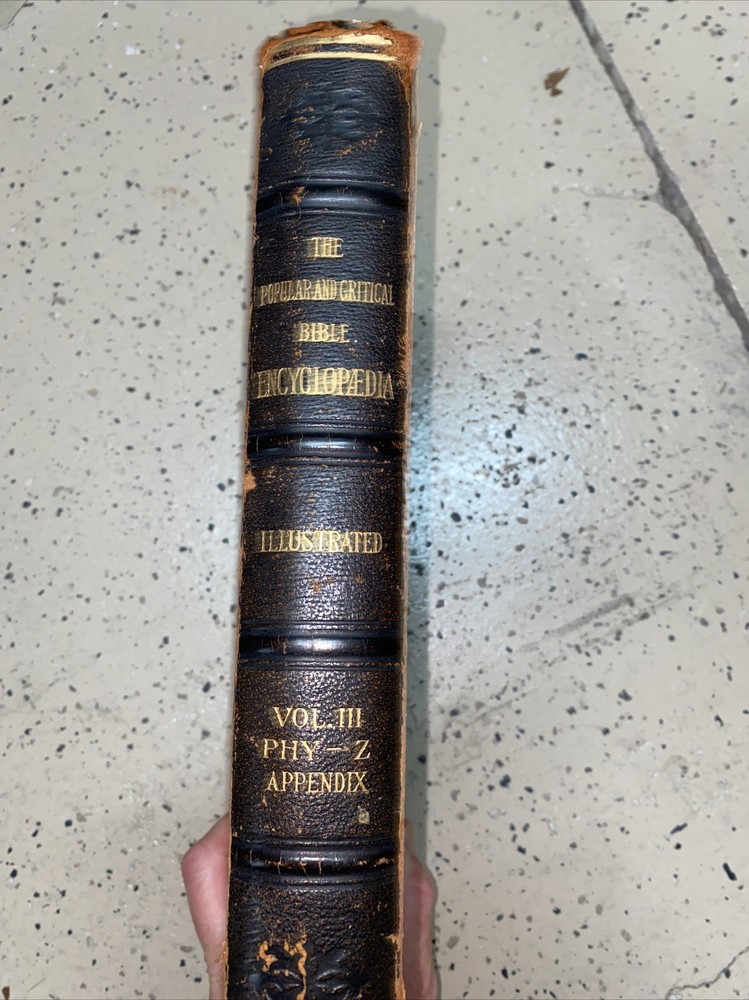 THE
POPULAR AND CRITICAL
BIBLE
ENCYCLOPÆDIA
ILLUSTRATED
VOL. III
PHY – Z
APPENDIX